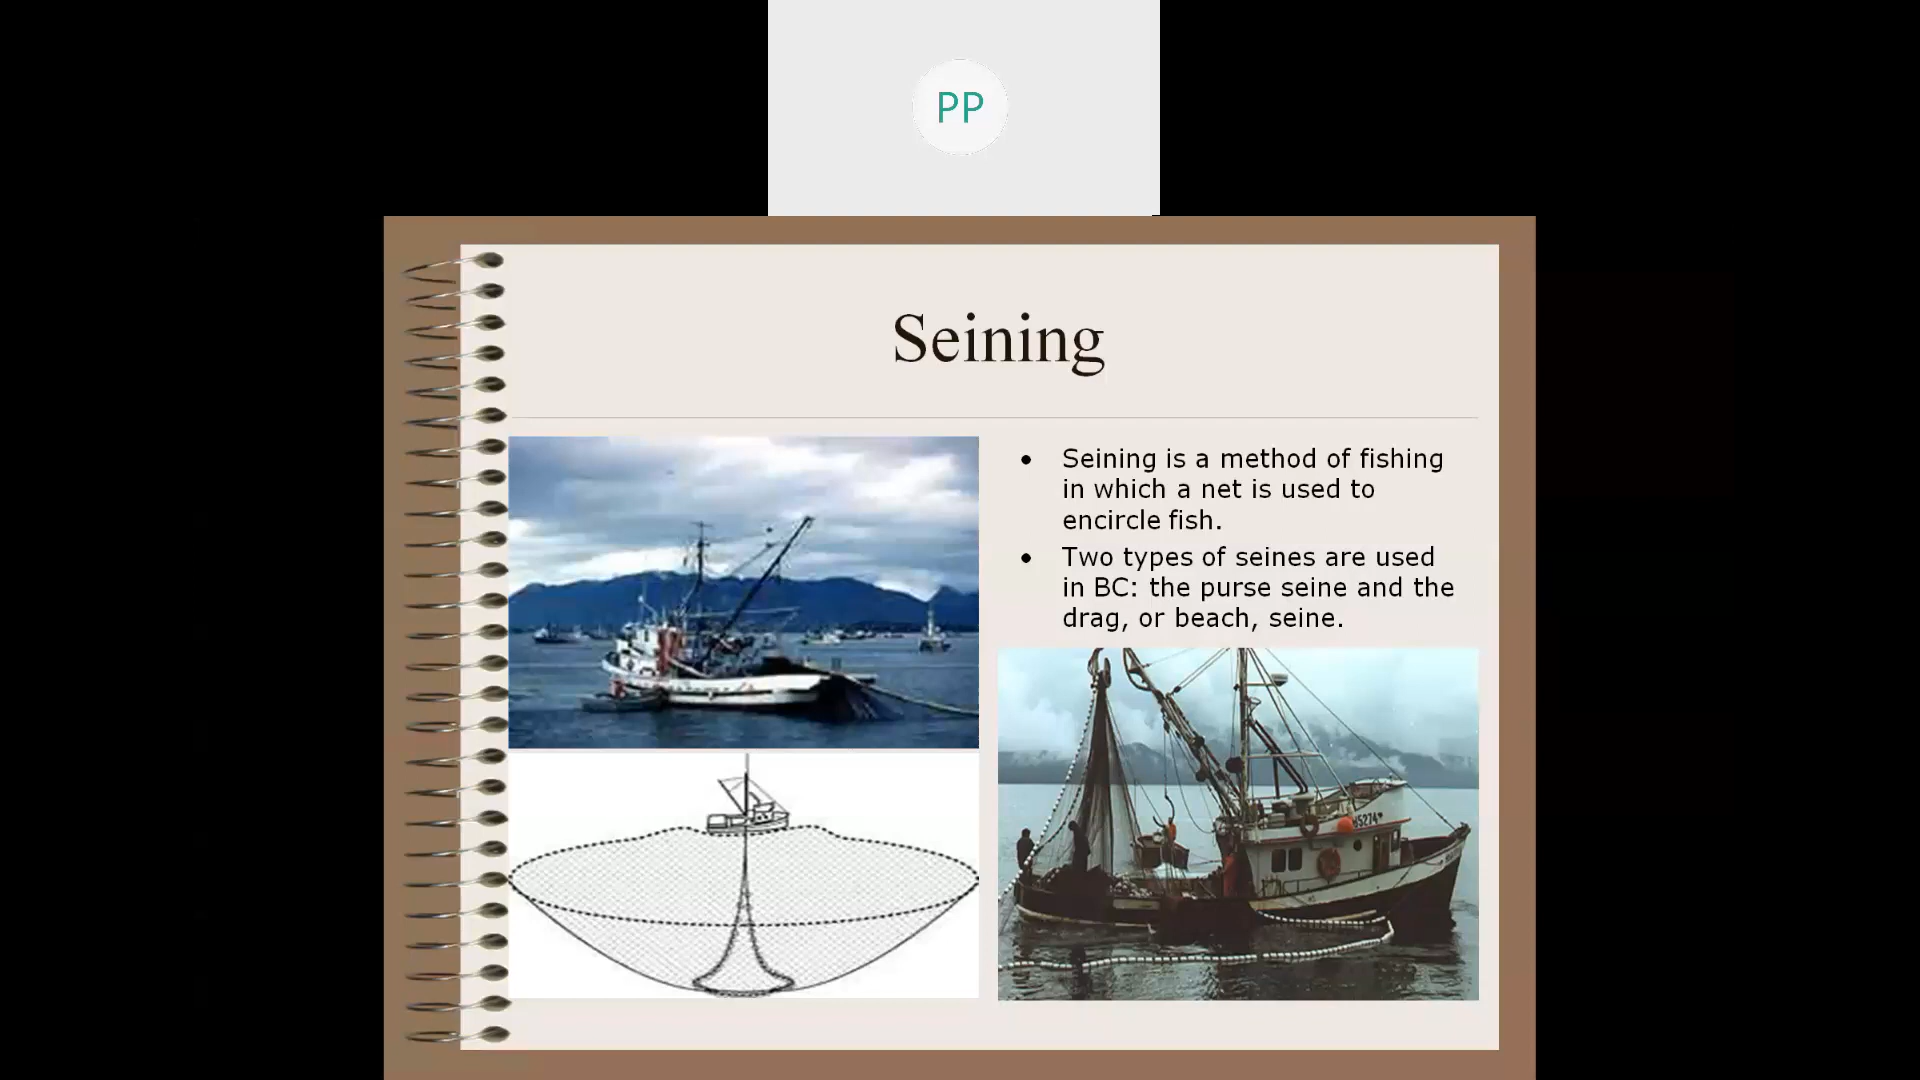 PP
Seining
• Seining is a method of fishing
in which a net is used to
encircle fish.
• Two types of seines are used
in BC: the purse seine and the
drag, or beach, seine.